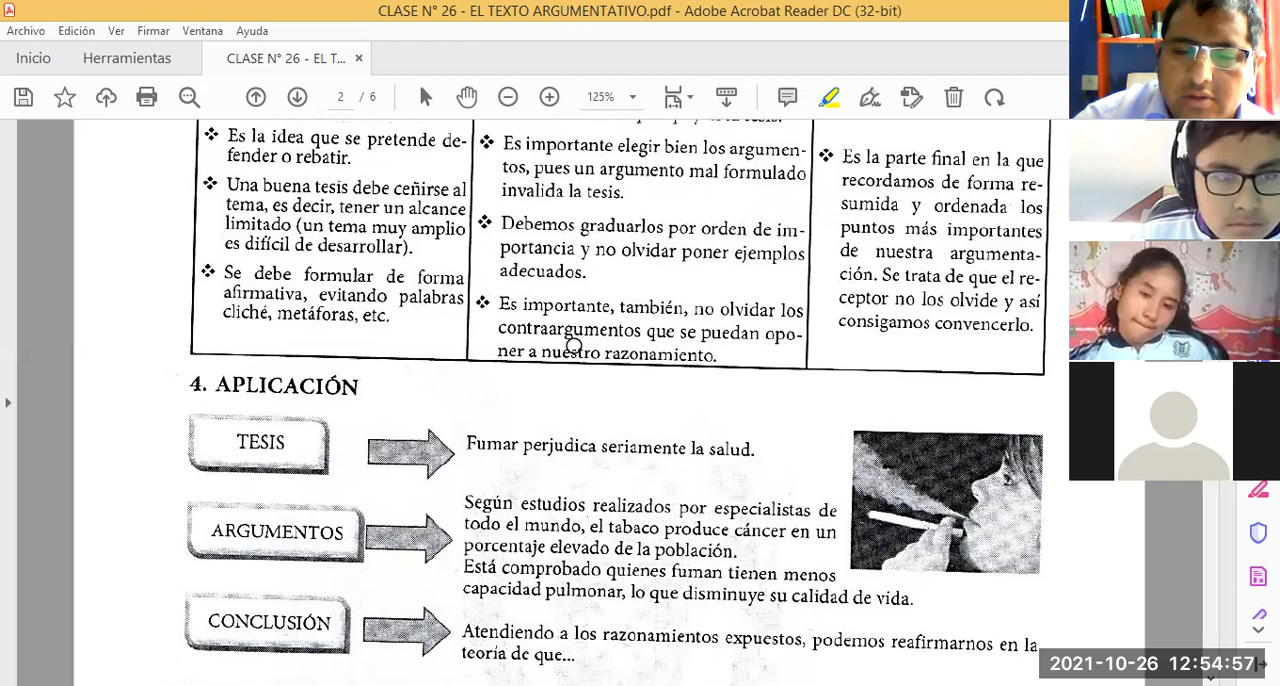 CLASE N° 26 - EL TEXTO ARGUMENTATIVO.pdf - Adobe Acrobat Reader DC (32-bit)
Archivo Edición Ver Firmar Ventana Ayuda
Inicio Herramientas CLASE N° 26 - EL T... ×
2 / 6 125%
Es la idea que se pretende de-
fender o rebatir.
Una buena tesis debe ceñirse al
tema, es decir, tener un alcance
limitado (un tema muy amplio
es difícil de desarrollar).
Se debe formular de forma
afirmativa, evitando palabras
cliché, metáforas, etc.
Es importante elegir bien los argumen-
tos, pues un argumento mal formulado
invalida la tesis.
Debemos graduarlos por orden de im-
portancia y no olvidar poner ejemplos
adecuados.
Es importante, también, no olvidar los
contraargumentos que se puedan opo-
ner a nuestro razonamiento.
Es la parte final en la que
recordamos de forma re-
sumida y ordenada los
puntos más importantes
de nuestra argumenta-
ción. Se trata de que el re-
ceptor no los olvide y así
consigamos convencerlo.
4. APLICACIÓN
TESIS
Fumar perjudica seriamente la salud.
ARGUMENTOS
Según estudios realizados por especialistas de
todo el mundo, el tabaco produce cáncer en un
porcentaje elevado de la población.
Está comprobado quienes fuman tienen menos
capacidad pulmonar, lo que disminuye su calidad de vida.
CONCLUSIÓN
Atendiendo a los razonamientos expuestos, podemos reafirmarnos en la
teoría de que...
2021-10-26 12:54:57